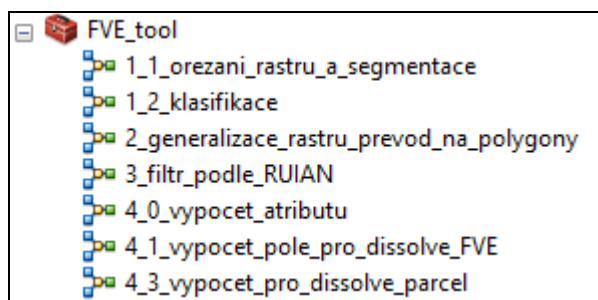 FVE_tool
1_1_orezani_rastru_a_segmentace
1_2_klasifikace
2_generalizace_rastru_prevod_na_polygony
3_filtr_podle_RUIAN
4_0_vypocet_atributu
4_1_vypocet_pole_pro_dissolve_FVE
4_3_vypocet_pro_dissolve_parcel